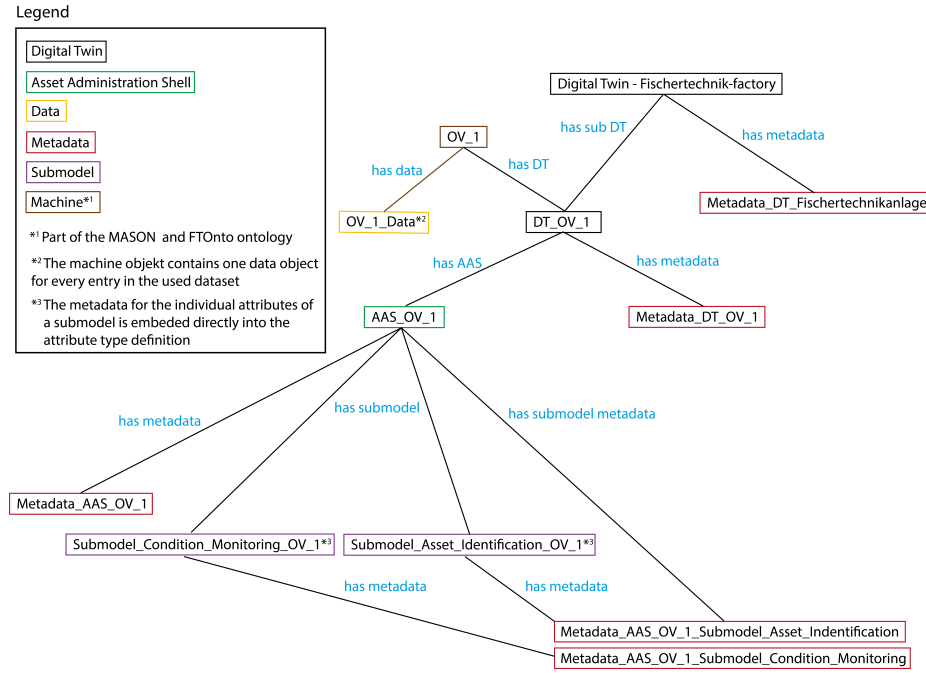 Legend
Digital Twin
Asset Administration Shell
Data
Metadata
Submodel
Machine*1
*1 Part of the MASON and FTOnto ontology
*2 The machine objekt contains one data object
for every entry in the used dataset
*3 The metadata for the individual attributes of
a submodel is embeded directly into the
attribute type definition
Digital Twin - Fischertechnik-factory
has sub DT
has metadata
OV_1
has data
has DT
Metadata_DT_Fischertechnikanlage
OV_1_Data*2
DT_OV_1
has AAS
has metadata
AAS_OV_1
Metadata_DT_OV_1
has metadata
has submodel
has submodel metadata
Metadata_AAS_OV_1
Submodel_Condition_Monitoring_OV_1*3
Submodel_Asset_Identification_OV_1*3
has metadata
has metadata
Metadata_AAS_OV_1_Submodel_Asset_Indentification
Metadata_AAS_OV_1_Submodel_Condition_Monitoring